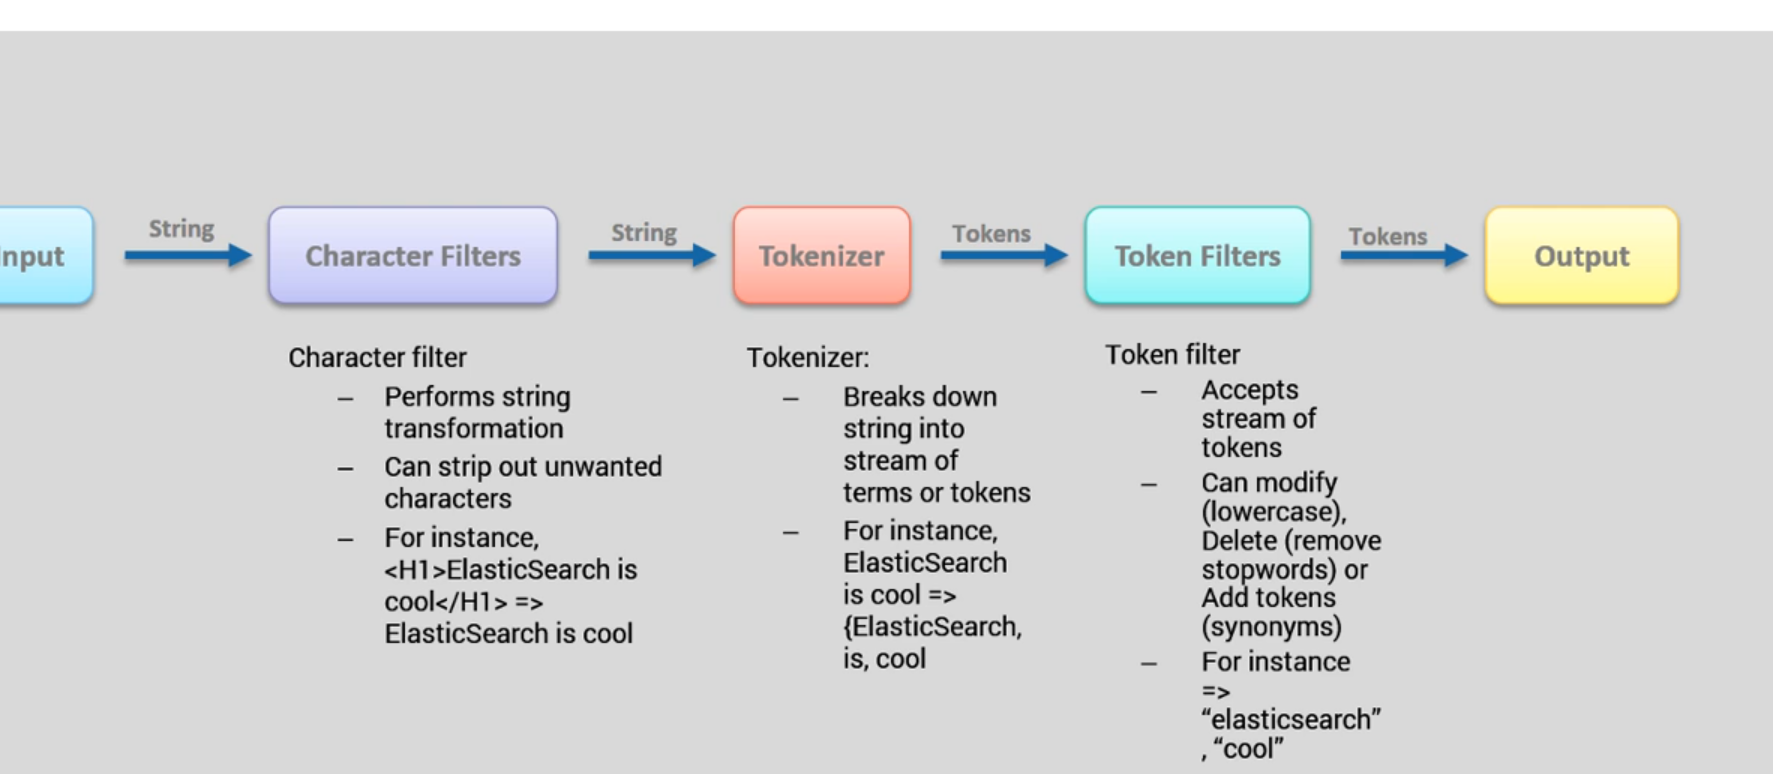 String
String
Tokens
Tokens
nput
Character Filters
Tokenizer
Token Filters
Output
Character filter
– Performs string
transformation
– Can strip out unwanted
characters
– For instance,
<H1>ElasticSearch is
cool</H1> =>
ElasticSearch is cool
Tokenizer:
– Breaks down
string into
stream of
terms or tokens
– For instance,
ElasticSearch
is cool =>
{ElasticSearch,
is, cool
Token filter
– Accepts
stream of
tokens
– Can modify
(lowercase),
Delete (remove
stopwords) or
Add tokens
(synonyms)
– For instance
=>
“elasticsearch”
, “cool”